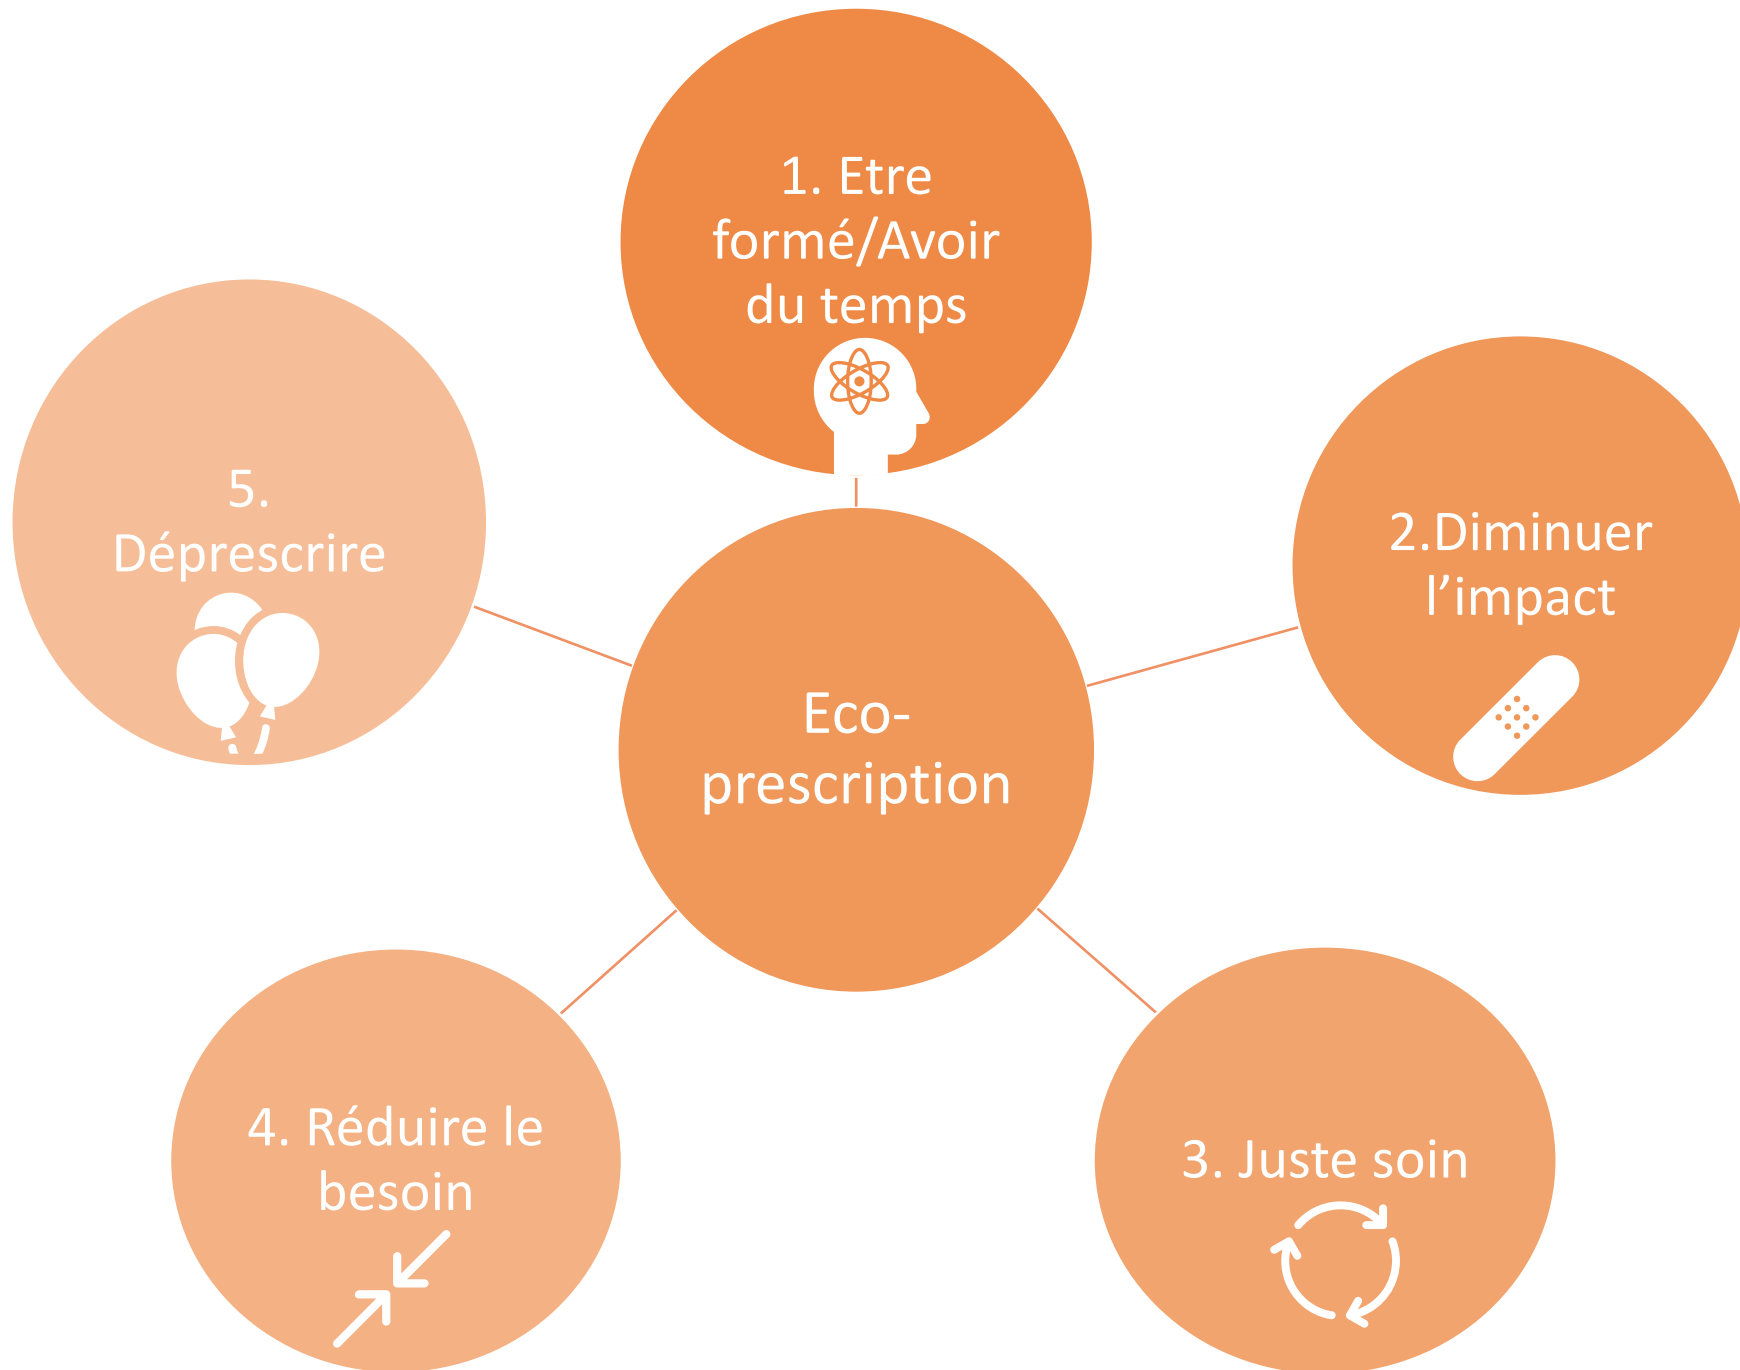 1. Etre
formé/Avoir
du temps
2.Diminuer
l’impact
3. Juste soin
4. Réduire le
besoin
5.
Déprescrire
Eco-
prescription